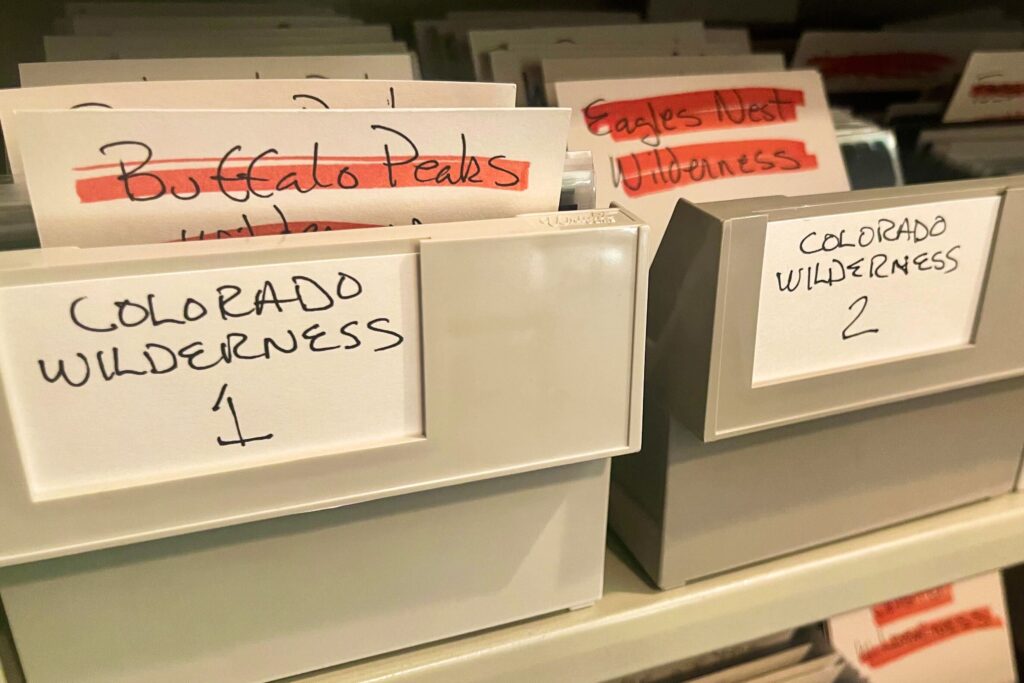 Buffalo Peaks
COLORADO
WILDERNESS
1
Eagles Nest
Wilderness
COLORADO
WILDERNESS
2